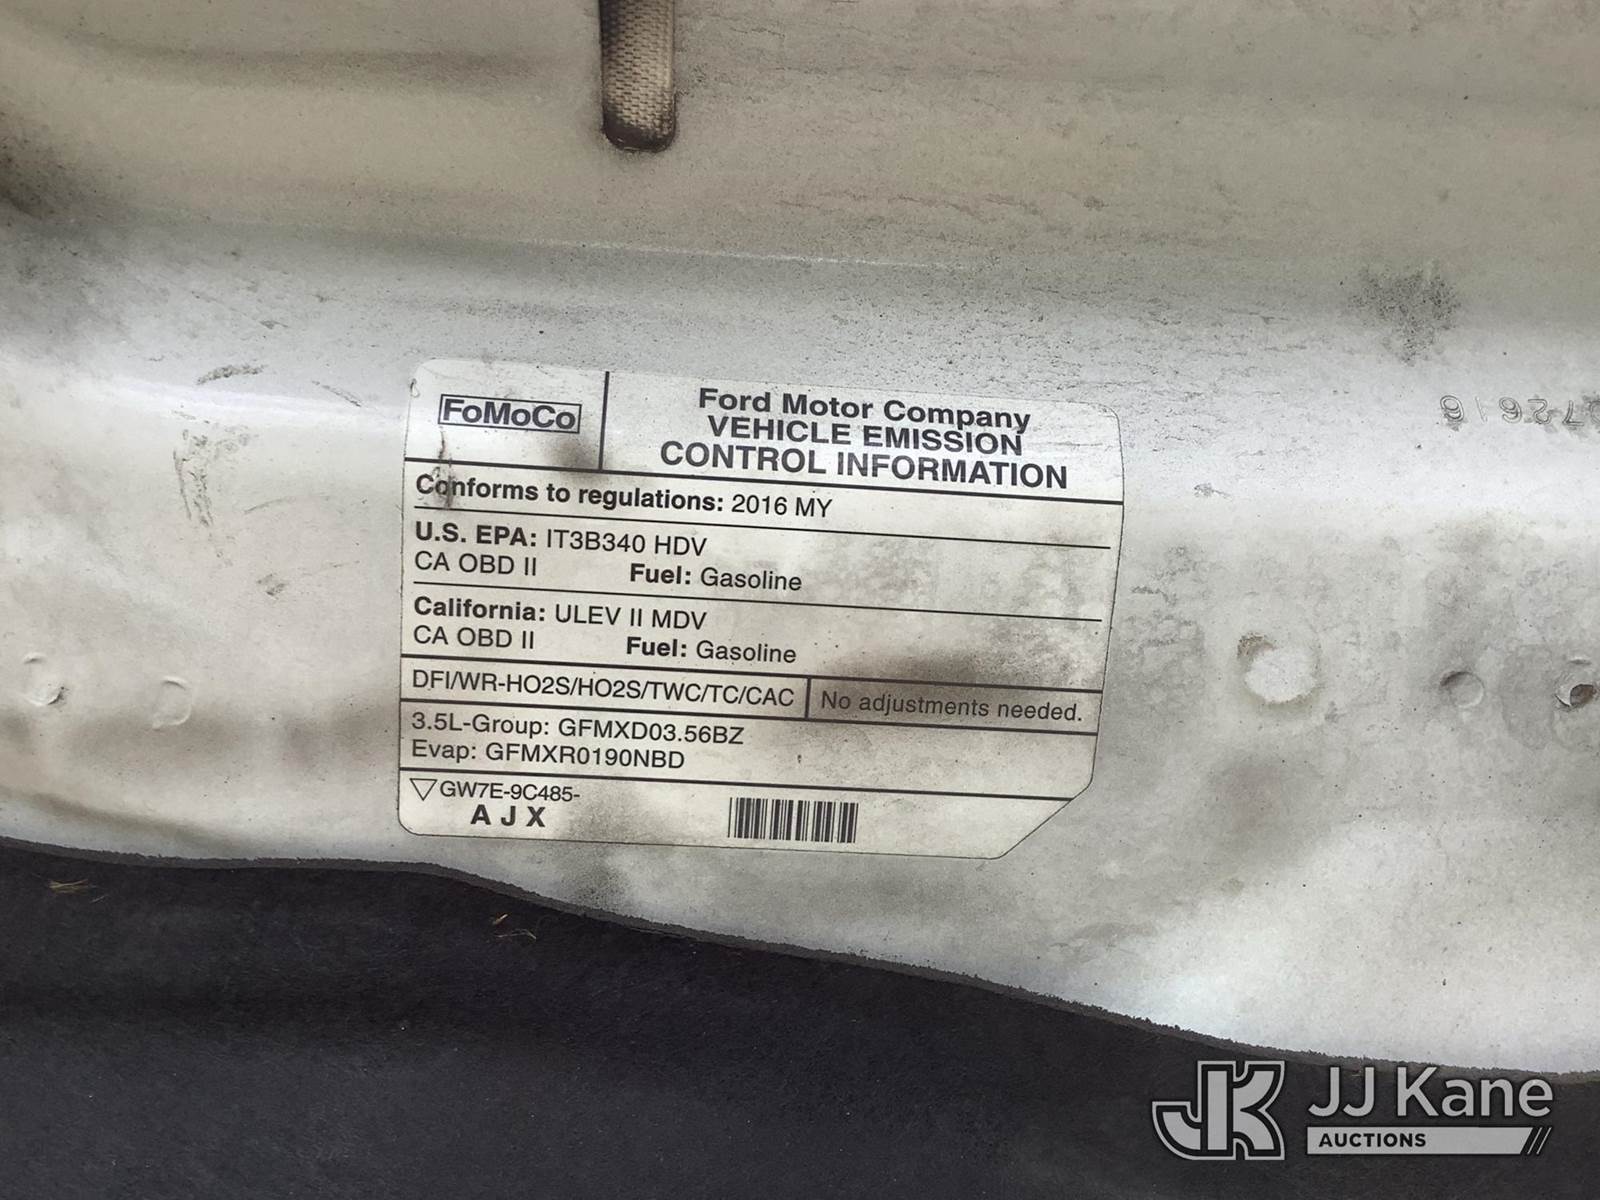 FoMoCo
Ford Motor Company
VEHICLE EMISSION
CONTROL INFORMATION
Conforms to regulations: 2016 MY
U.S. EPA: IT3B340 HDV
CA OBD II Fuel: Gasoline
California: ULEV II MDV
CA OBD II Fuel: Gasoline
DFI/WR-HO2S/HO2S/TWC/TC/CAC No adjustments needed.
3.5L-Group: GFMXD03.56BZ
Evap: GFMXR0190NBD
GW7E-9C485-
A J X
JK JJ Kane
AUCTIONS